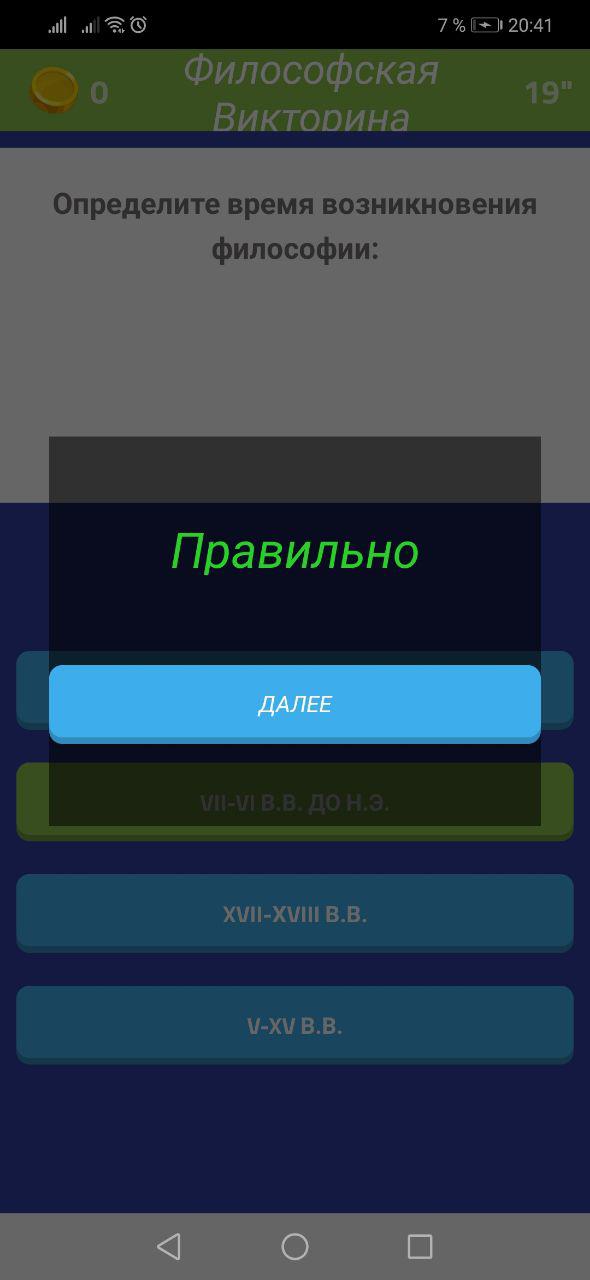 7 % 20:41
0
Философская
Викторина
19"
Определите время возникновения
философии:
Правильно
ДАЛЕЕ
VII-VI В.В. ДО Н.Э.
XVII-XVIII В.В.
V-XV В.В.